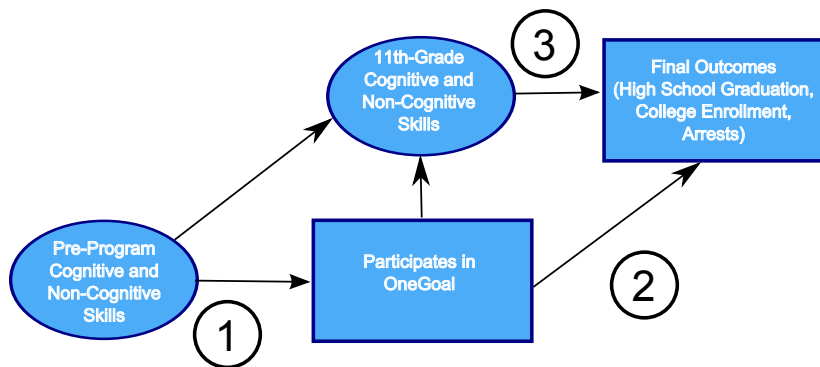 3
11th-Grade
Cognitive and
Non-Cognitive
Skills
Final Outcomes
(High School Graduation,
College Enrollment,
Arrests)
Pre-Program
Cognitive and
Non-Cognitive
Skills
Participates in
OneGoal
1
2